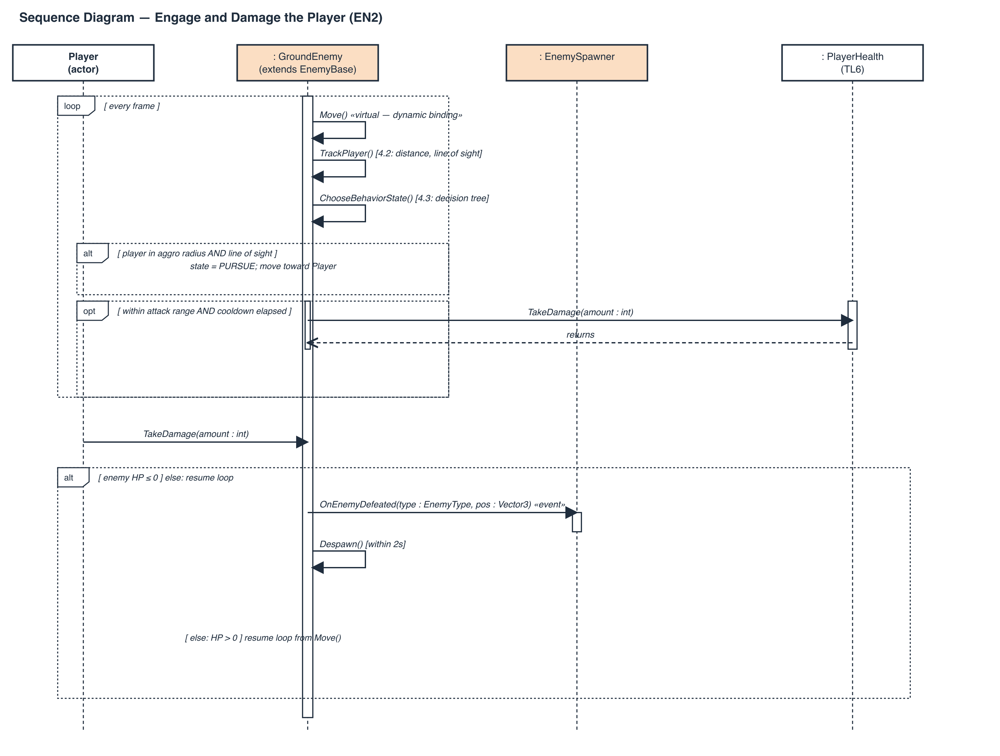 Sequence Diagram — Engage and Damage the Player (EN2)
Player
(actor)
: GroundEnemy
(extends EnemyBase)
: EnemySpawner
: PlayerHealth
(TL6)
loop
[ every frame ]
Move() «virtual — dynamic binding»
TrackPlayer() [4.2: distance, line of sight]
ChooseBehaviorState() [4.3: decision tree]
alt
[ player in aggro radius AND line of sight ]
state = PURSUE; move toward Player
opt
[ within attack range AND cooldown elapsed ]
TakeDamage(amount : int)
returns
TakeDamage(amount : int)
alt
[ enemy HP ≤ 0 ] else: resume loop
OnEnemyDefeated(type : EnemyType, pos : Vector3) «event»
Despawn() [within 2s]
[ else: HP > 0 ] resume loop from Move()